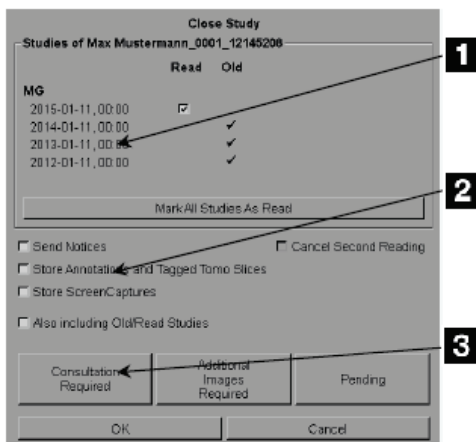 Close Study
Studies of Max Mustermann_0001_12145208
Read Old
MG
2015-01-11, 00:00
2014-01-11, 00:00
2013-01-11, 00:00
2012-01-11, 00:00
Mark All Studies As Read
Send Notices
Cancel Second Reading
Store Annotations and Tagged Tomo Slices
Store ScreenCaptures
Also including Old/Read Studies
Consultation Required
Additional Images Required
Pending
OK
Cancel
1
2
3